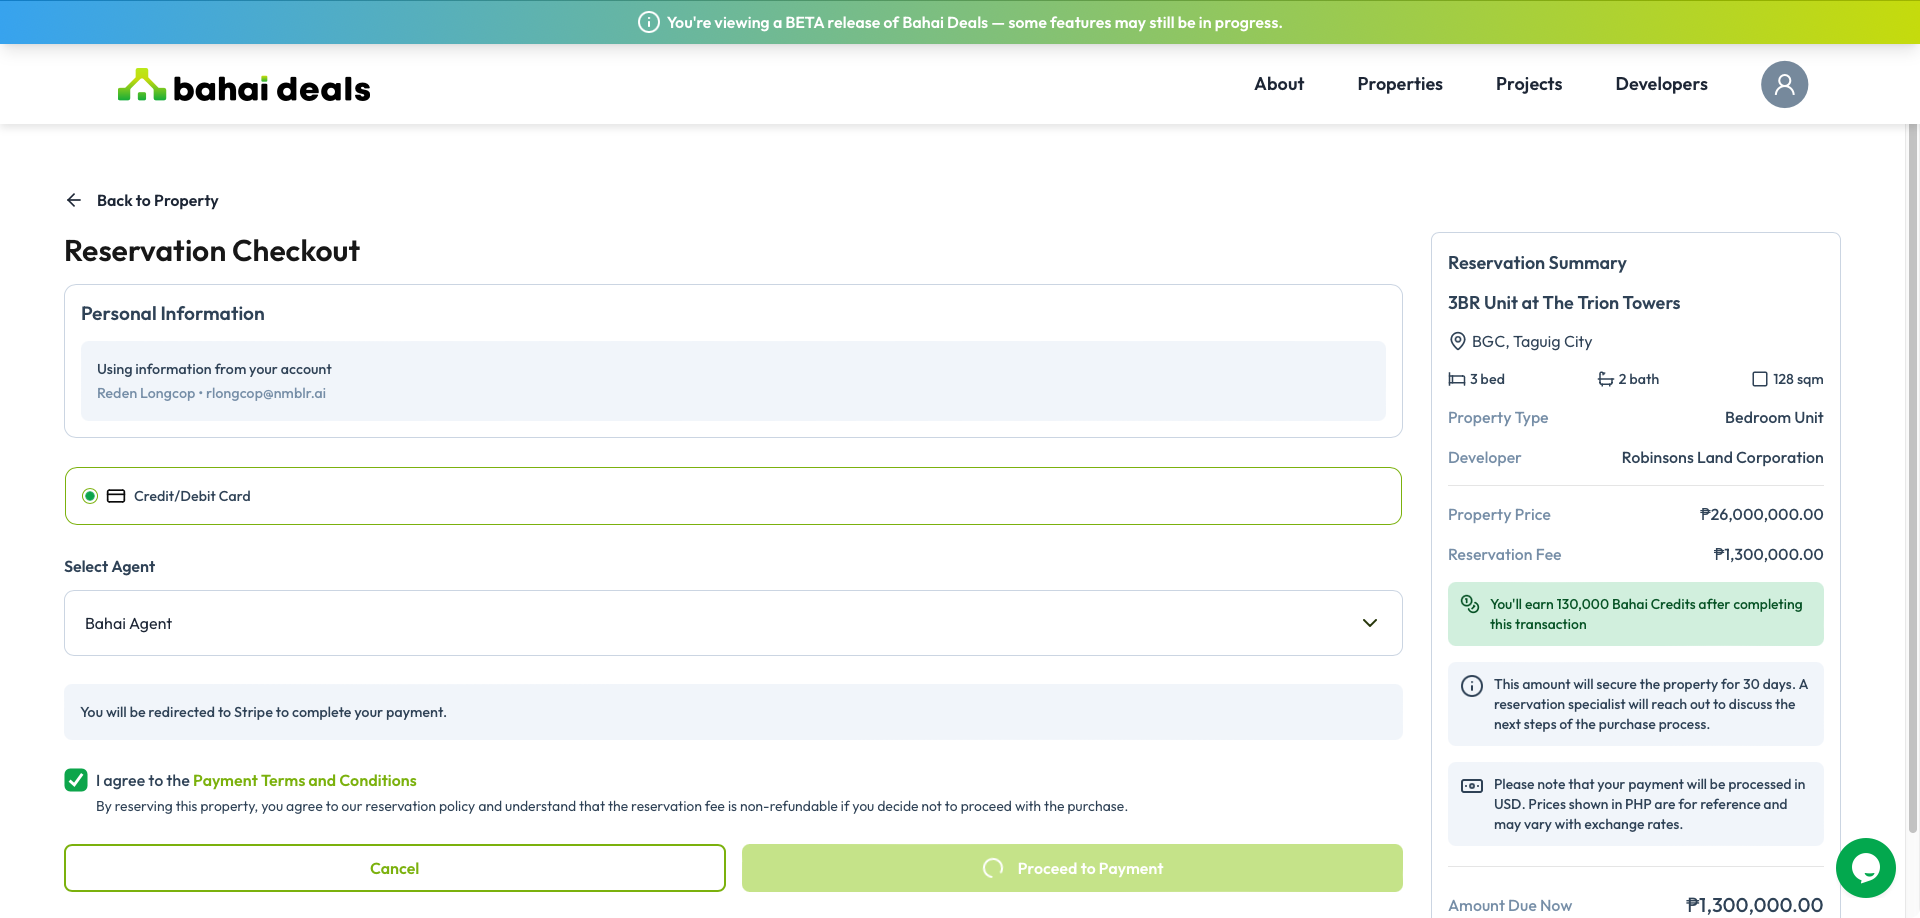 You're viewing a BETA release of Bahai Deals — some features may still be in progress.
bahai deals
About
Properties
Projects
Developers
Back to Property
Reservation Checkout
Personal Information
Using information from your account
Reden Longcop • rlongcop@nmblr.ai
Credit/Debit Card
Select Agent
Bahai Agent
You will be redirected to Stripe to complete your payment.
I agree to the Payment Terms and Conditions
By reserving this property, you agree to our reservation policy and understand that the reservation fee is non-refundable if you decide not to proceed with the purchase.
Cancel
Proceed to Payment
Reservation Summary
3BR Unit at The Trion Towers
BGC, Taguig City
3 bed
2 bath
128 sqm
Property Type
Bedroom Unit
Developer
Robinsons Land Corporation
Property Price
₱26,000,000.00
Reservation Fee
₱1,300,000.00
You'll earn 130,000 Bahai Credits after completing
this transaction
This amount will secure the property for 30 days. A
reservation specialist will reach out to discuss the
next steps of the purchase process.
Please note that your payment will be processed in
USD. Prices shown in PHP are for reference and
may vary with exchange rates.
Amount Due Now
₱1,300,000.00